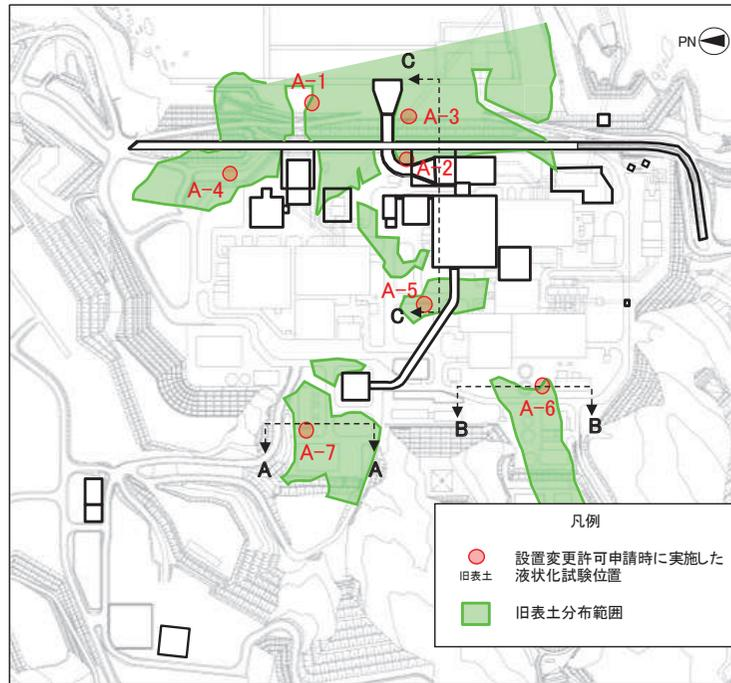 PN
C
A-1
A-3
A-2
A-4
A-5
C
A-6
B
B
A-7
A
A
凡例
設置変更許可申請時に実施した
旧表土
液状化試験位置
旧表土分布範囲